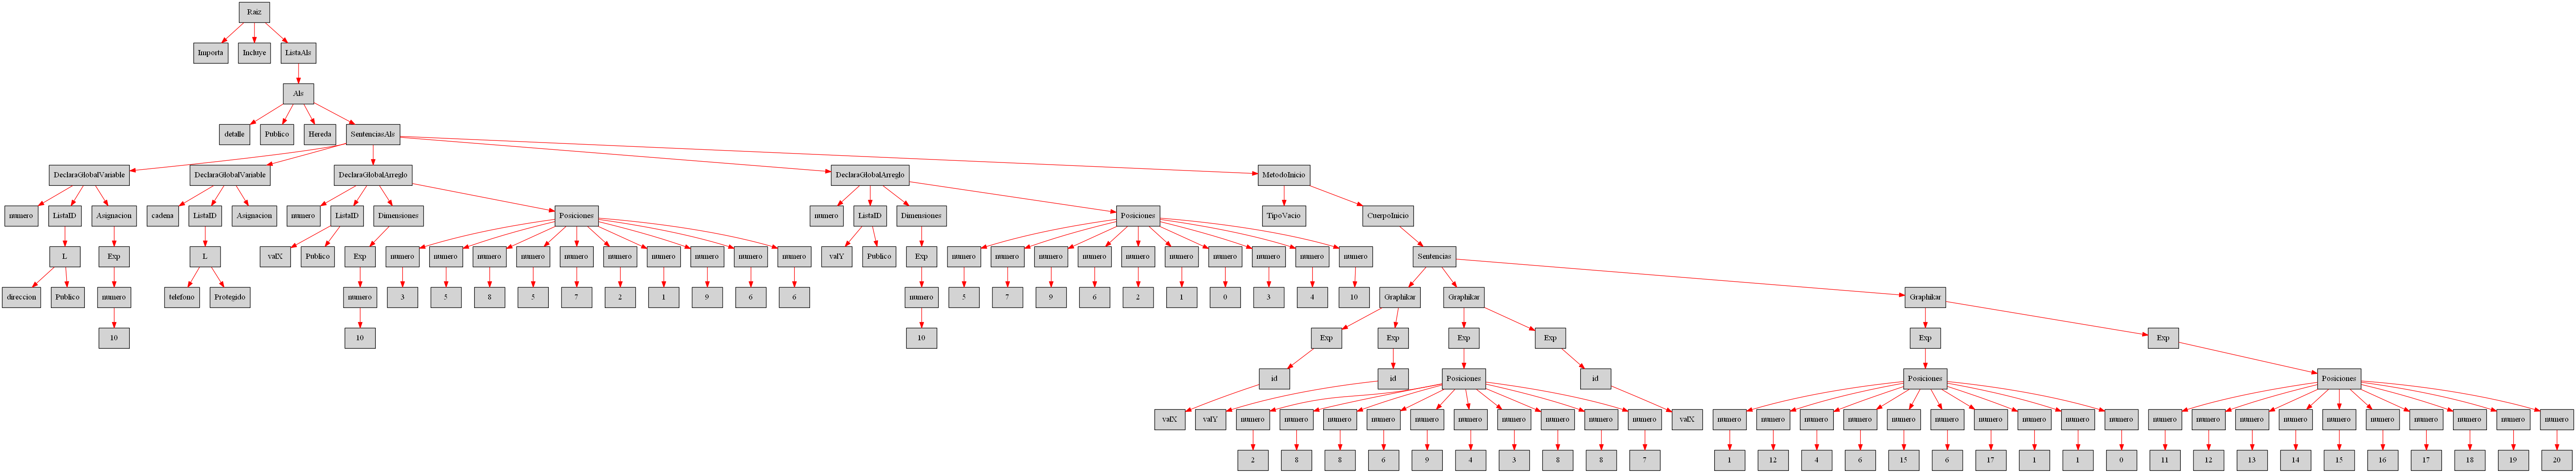 Raiz
Importa Incluye ListaAls
Als
detalle Publico Hereda SentenciasAls
DeclaraGlobalVariable DeclaraGlobalVariable DeclaraGlobalArreglo DeclaraGlobalArreglo MetodoInicio
numero ListaID Asignacion cadena ListaID Asignacion numero ListaID Dimensiones Posiciones numero ListaID Dimensiones Posiciones TipoVacio CuerpoInicio
L Exp L valX Publico Exp numero numero numero numero numero numero numero numero numero numero valY Publico Exp numero numero numero numero numero numero numero numero numero numero Sentencias
direccion Publico numero telefono Protegido numero 3 5 8 5 7 2 1 9 6 6 numero 5 7 9 6 2 1 0 3 4 10 Graphikar Graphikar Graphikar
10 10 10 Exp Exp Exp Exp Exp Exp
id id Posiciones id Posiciones Posiciones
valX valY numero numero numero numero numero numero numero numero numero numero valX numero numero numero numero numero numero numero numero numero numero numero numero numero numero numero numero numero numero numero numero
2 8 8 6 9 4 3 8 8 7 1 12 4 6 15 6 17 1 1 0 11 12 13 14 15 16 17 18 19 20